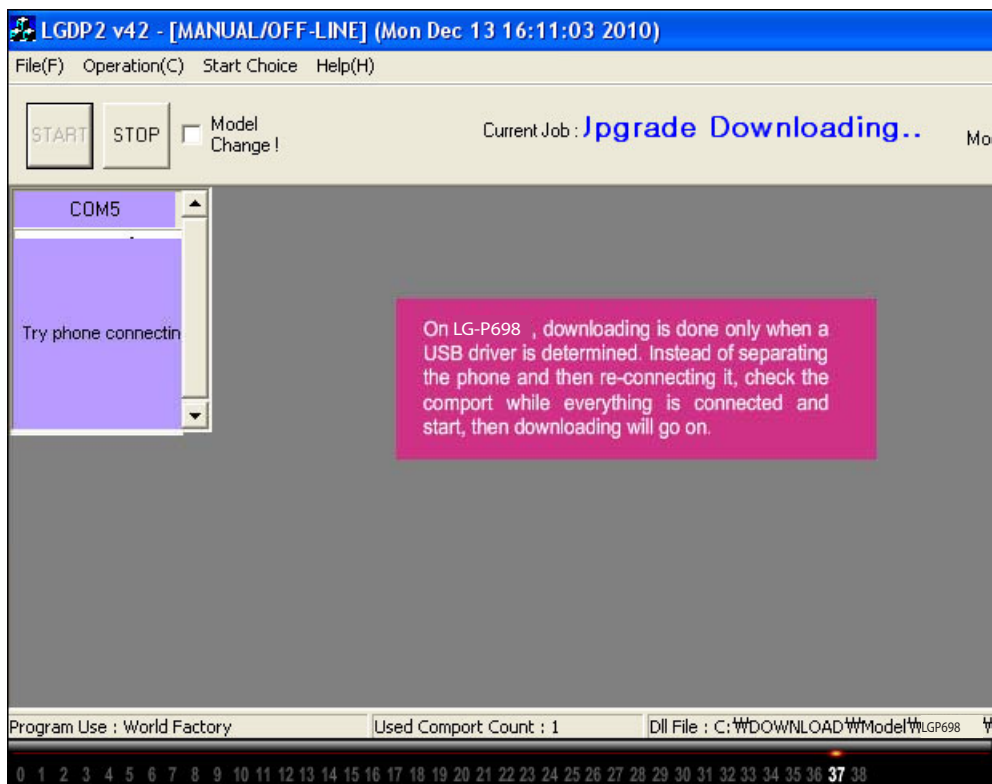 LGDP2 v42 - [MANUAL/OFF-LINE] (Mon Dec 13 16:11:03 2010)
File(F) Operation(C) Start Choice Help(H)
START STOP Model Change ! Current Job : Upgrade Downloading..
COM5
Try phone connectin
On LG-P698 , downloading is done only when a
USB driver is determined. Instead of separating
the phone and then re-connecting it, check the
comport while everything is connected and
start, then downloading will go on.
Program Use : World Factory Used Comport Count : 1 Dll File : C:₩DOWNLOAD₩Model₩LGP698 ₩
0 1 2 3 4 5 6 7 8 9 10 11 12 13 14 15 16 17 18 19 20 21 22 23 24 25 26 27 28 29 30 31 32 33 34 35 36 37 38